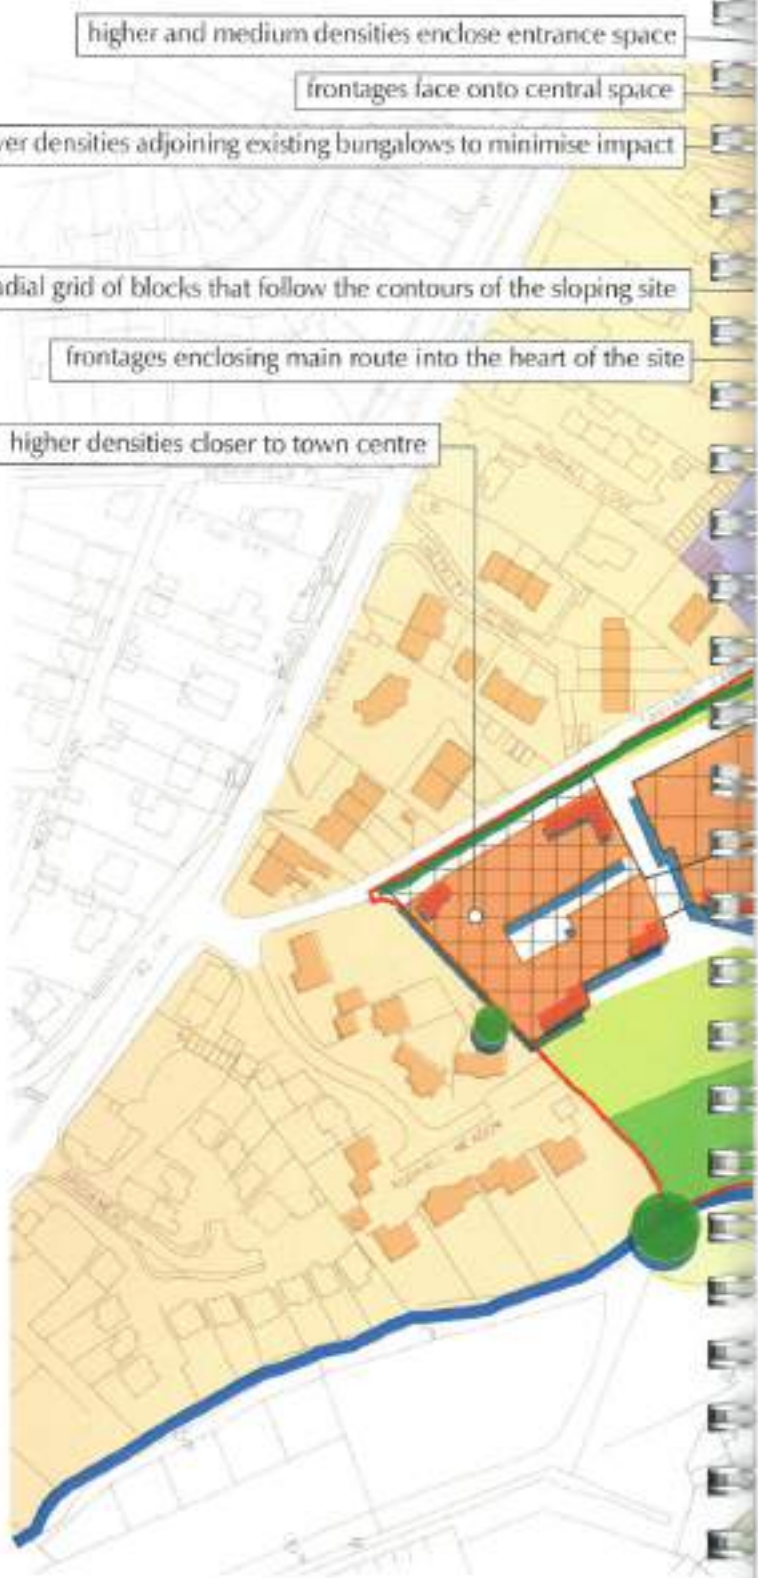 higher and medium densities enclose entrance space
frontages face onto central space
er densities adjoining existing bungalows to minimise impact
dial grid of blocks that follow the contours of the sloping site
frontages enclosing main route into the heart of the site
higher densities closer to town centre